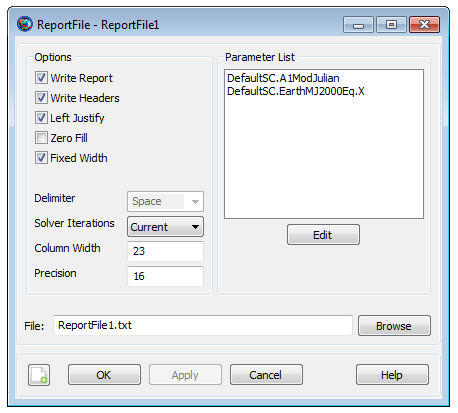 ReportFile - ReportFile1
Options
Write Report
Write Headers
Left Justify
Zero Fill
Fixed Width
Delimiter Space
Solver Iterations Current
Column Width 23
Precision 16
Parameter List
DefaultSC.A1ModJulian
DefaultSC.EarthMJ2000Eq.X
Edit
File: ReportFile1.txt Browse
OK Apply Cancel Help